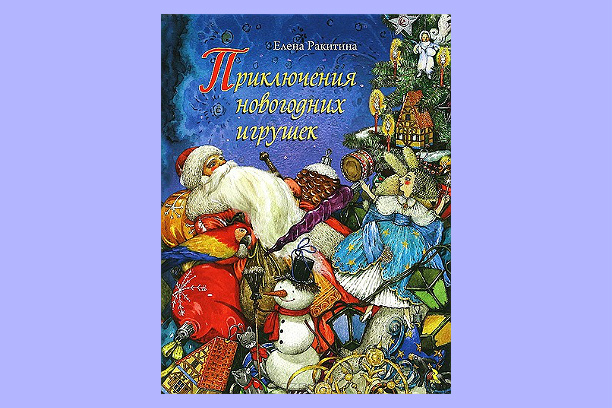 Елена Ракитина
Приключения
новогодних
игрушек